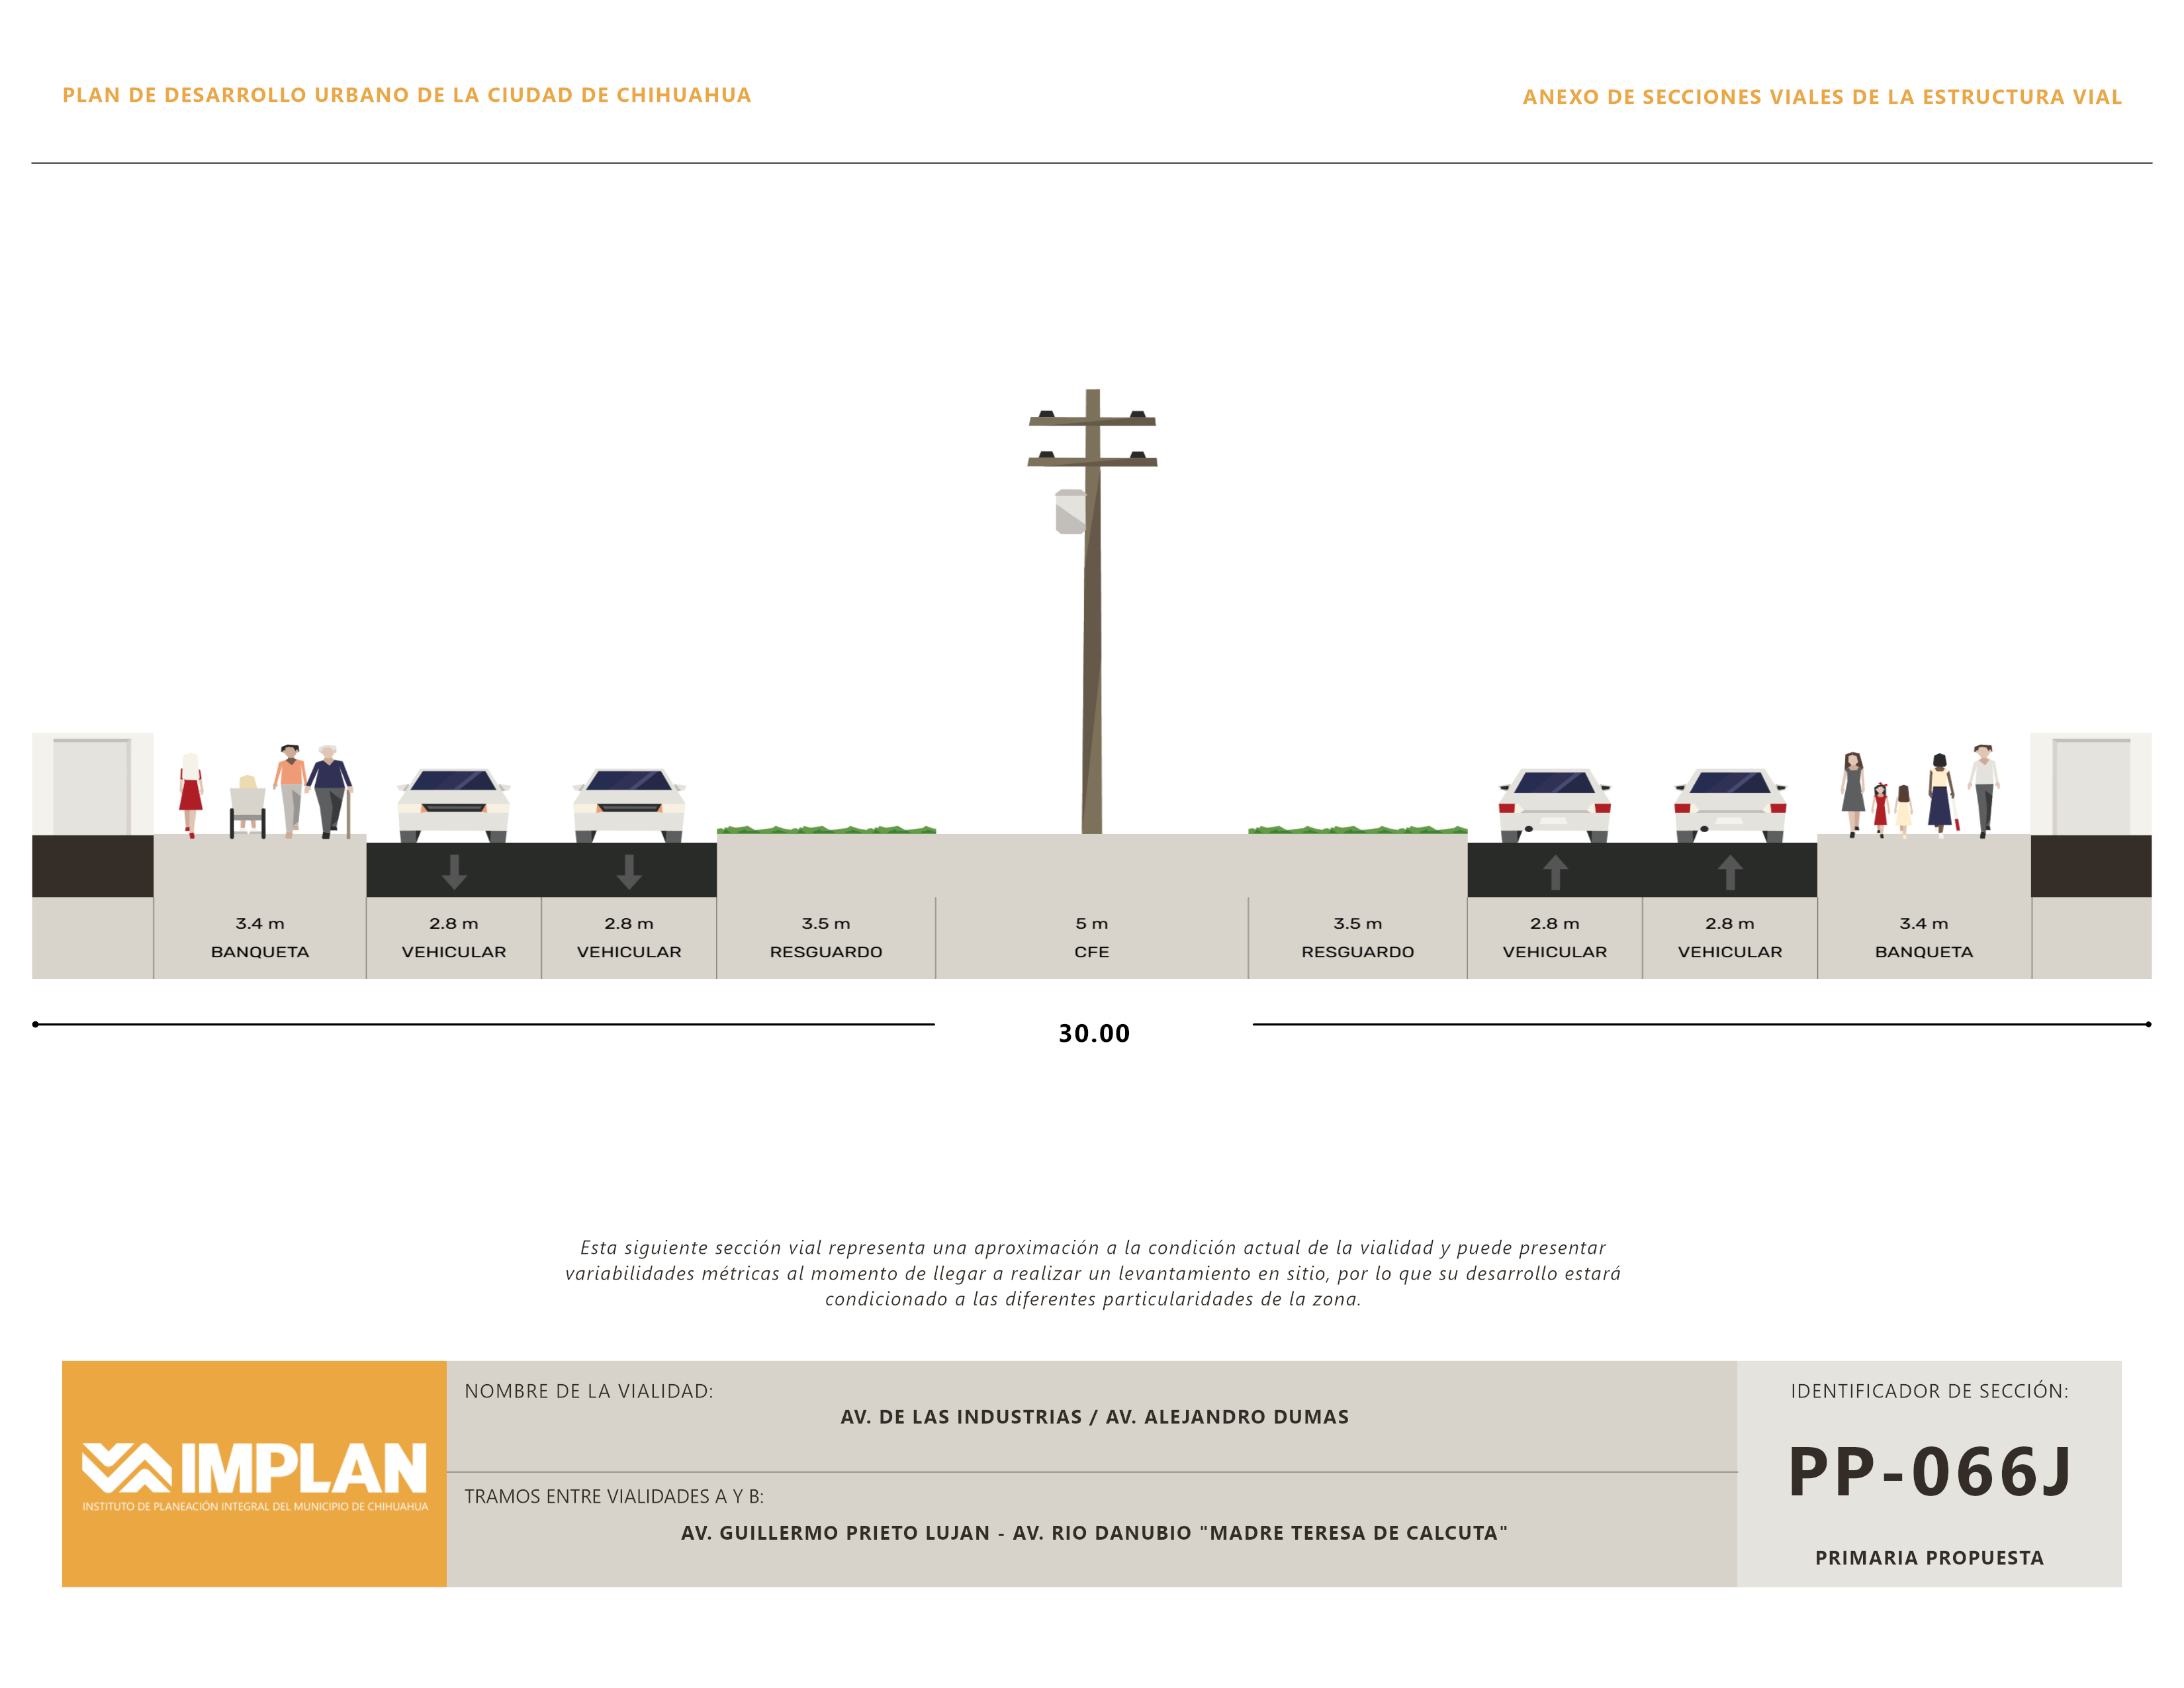 PLAN DE DESARROLLO URBANO DE LA CIUDAD DE CHIHUAHUA
ANEXO DE SECCIONES VIALES DE LA ESTRUCTURA VIAL
3.4 m
BANQUETA
2.8 m
VEHICULAR
2.8 m
VEHICULAR
3.5 m
RESGUARDO
5 m
CFE
3.5 m
RESGUARDO
2.8 m
VEHICULAR
2.8 m
VEHICULAR
3.4 m
BANQUETA
30.00
Esta siguiente sección vial representa una aproximación a la condición actual de la vialidad y puede presentar
variabilidades métricas al momento de llegar a realizar un levantamiento en sitio, por lo que su desarrollo estará
condicionado a las diferentes particularidades de la zona.
IMPLAN
INSTITUTO DE PLANEACIÓN INTEGRAL DEL MUNICIPIO DE CHIHUAHUA
NOMBRE DE LA VIALIDAD:
AV. DE LAS INDUSTRIAS / AV. ALEJANDRO DUMAS
TRAMOS ENTRE VIALIDADES A Y B:
AV. GUILLERMO PRIETO LUJAN - AV. RIO DANUBIO "MADRE TERESA DE CALCUTA"
IDENTIFICADOR DE SECCIÓN:
PP-066J
PRIMARIA PROPUESTA